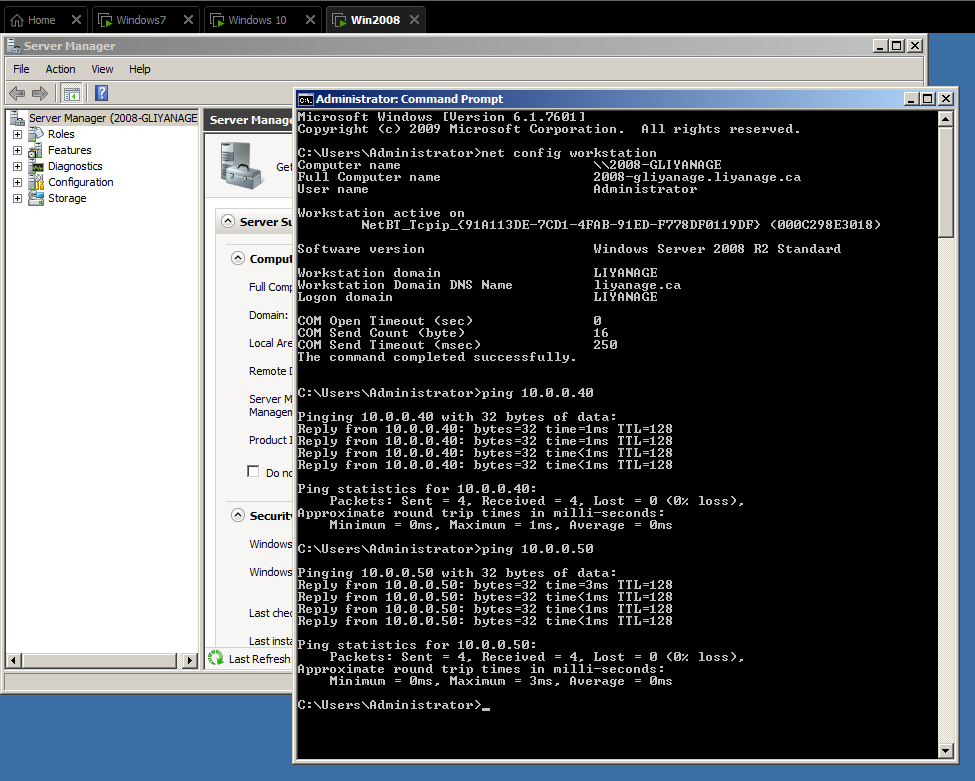 Home
Windows7
Windows 10
Win2008
Server Manager
File Action View Help
Server Manager (2008-GLIYANAGE
Roles
Features
Diagnostics
Configuration
Storage
Server Manage
Get
Server Su
Comput
Full Comp
Domain:
Local Are
Remote D
Server M
Managem
Product I
Do no
Security
Windows
Windows
Last chec
Last insta
Last Refresh:
Administrator: Command Prompt
Microsoft Windows [Version 6.1.7601]
Copyright (c) 2009 Microsoft Corporation.  All rights reserved.
C:\Users\Administrator>net config workstation
Computer name                        \\2008-GLIYANAGE
Full Computer name                   2008-gliyanage.liyanage.ca
User name                            Administrator
Workstation active on
        NetBT_Tcpip_{91A113DE-7CD1-4FAB-91ED-F778DF0119DF} (000C298E3018)
Software version                     Windows Server 2008 R2 Standard
Workstation domain                   LIYANAGE
Workstation Domain DNS Name          liyanage.ca
Logon domain                         LIYANAGE
COM Open Timeout (sec)               0
COM Send Count (byte)                16
COM Send Timeout (msec)              250
The command completed successfully.
C:\Users\Administrator>ping 10.0.0.40
Pinging 10.0.0.40 with 32 bytes of data:
Reply from 10.0.0.40: bytes=32 time=1ms TTL=128
Reply from 10.0.0.40: bytes=32 time=1ms TTL=128
Reply from 10.0.0.40: bytes=32 time<1ms TTL=128
Reply from 10.0.0.40: bytes=32 time<1ms TTL=128
Ping statistics for 10.0.0.40:
    Packets: Sent = 4, Received = 4, Lost = 0 (0% loss),
Approximate round trip times in milli-seconds:
    Minimum = 0ms, Maximum = 1ms, Average = 0ms
C:\Users\Administrator>ping 10.0.0.50
Pinging 10.0.0.50 with 32 bytes of data:
Reply from 10.0.0.50: bytes=32 time=3ms TTL=128
Reply from 10.0.0.50: bytes=32 time<1ms TTL=128
Reply from 10.0.0.50: bytes=32 time<1ms TTL=128
Reply from 10.0.0.50: bytes=32 time<1ms TTL=128
Ping statistics for 10.0.0.50:
    Packets: Sent = 4, Received = 4, Lost = 0 (0% loss),
Approximate round trip times in milli-seconds:
    Minimum = 0ms, Maximum = 3ms, Average = 0ms
C:\Users\Administrator>_